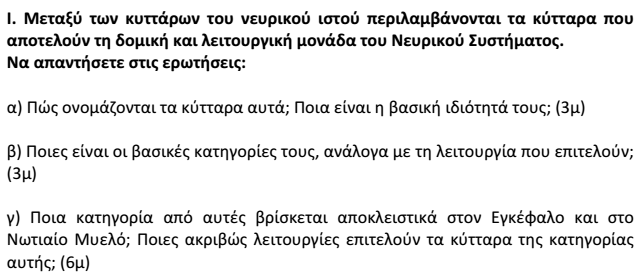 Ι. Μεταξύ των κυττάρων του νευρικού ιστού περιλαμβάνονται τα κύτταρα που
αποτελούν τη δομική και λειτουργική μονάδα του Νευρικού Συστήματος.
Να απαντήσετε στις ερωτήσεις:
α) Πώς ονομάζονται τα κύτταρα αυτά; Ποια είναι η βασική ιδιότητά τους; (3μ)
β) Ποιες είναι οι βασικές κατηγορίες τους, ανάλογα με τη λειτουργία που επιτελούν;
(3μ)
γ) Ποια κατηγορία από αυτές βρίσκεται αποκλειστικά στον Εγκέφαλο και στο
Νωτιαίο Μυελό; Ποιες ακριβώς λειτουργίες επιτελούν τα κύτταρα της κατηγορίας
αυτής; (6μ)